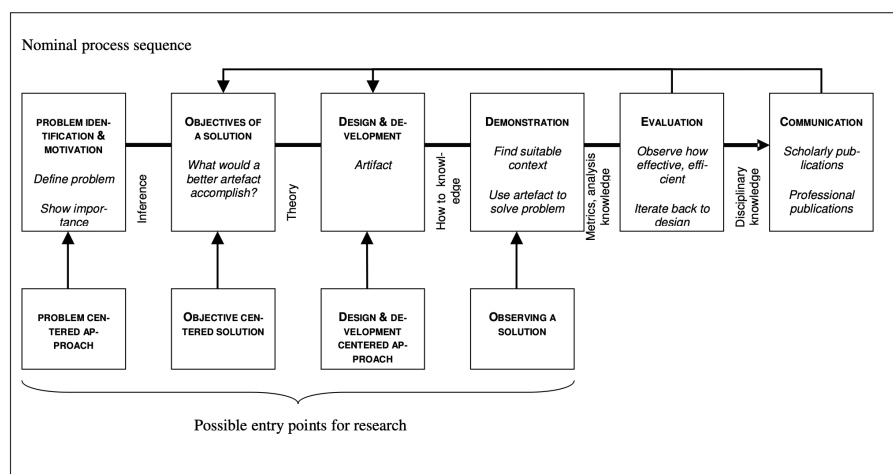 Nominal process sequence
PROBLEM IDEN-
TIFICATION &
MOTIVATION
Define problem
Show impor-
tance
Inference
OBJECTIVES OF
A SOLUTION
What would a
better artefact
accomplish?
Theory
DESIGN & DE-
VELOPMENT
Artifact
How to knowl-
edge
DEMONSTRATION
Find suitable
context
Use artefact to
solve problem
Metrics, analysis
knowledge
EVALUATION
Observe how
effective, effi-
cient
Iterate back to
design
Disciplinary
knowledge
COMMUNICATION
Scholarly pub-
lications
Professional
publications
PROBLEM CEN-
TERED AP-
PROACH
OBJECTIVE CEN-
TERED SOLUTION
DESIGN & DE-
VELOPMENT
CENTERED AP-
PROACH
OBSERVING A
SOLUTION
Possible entry points for research